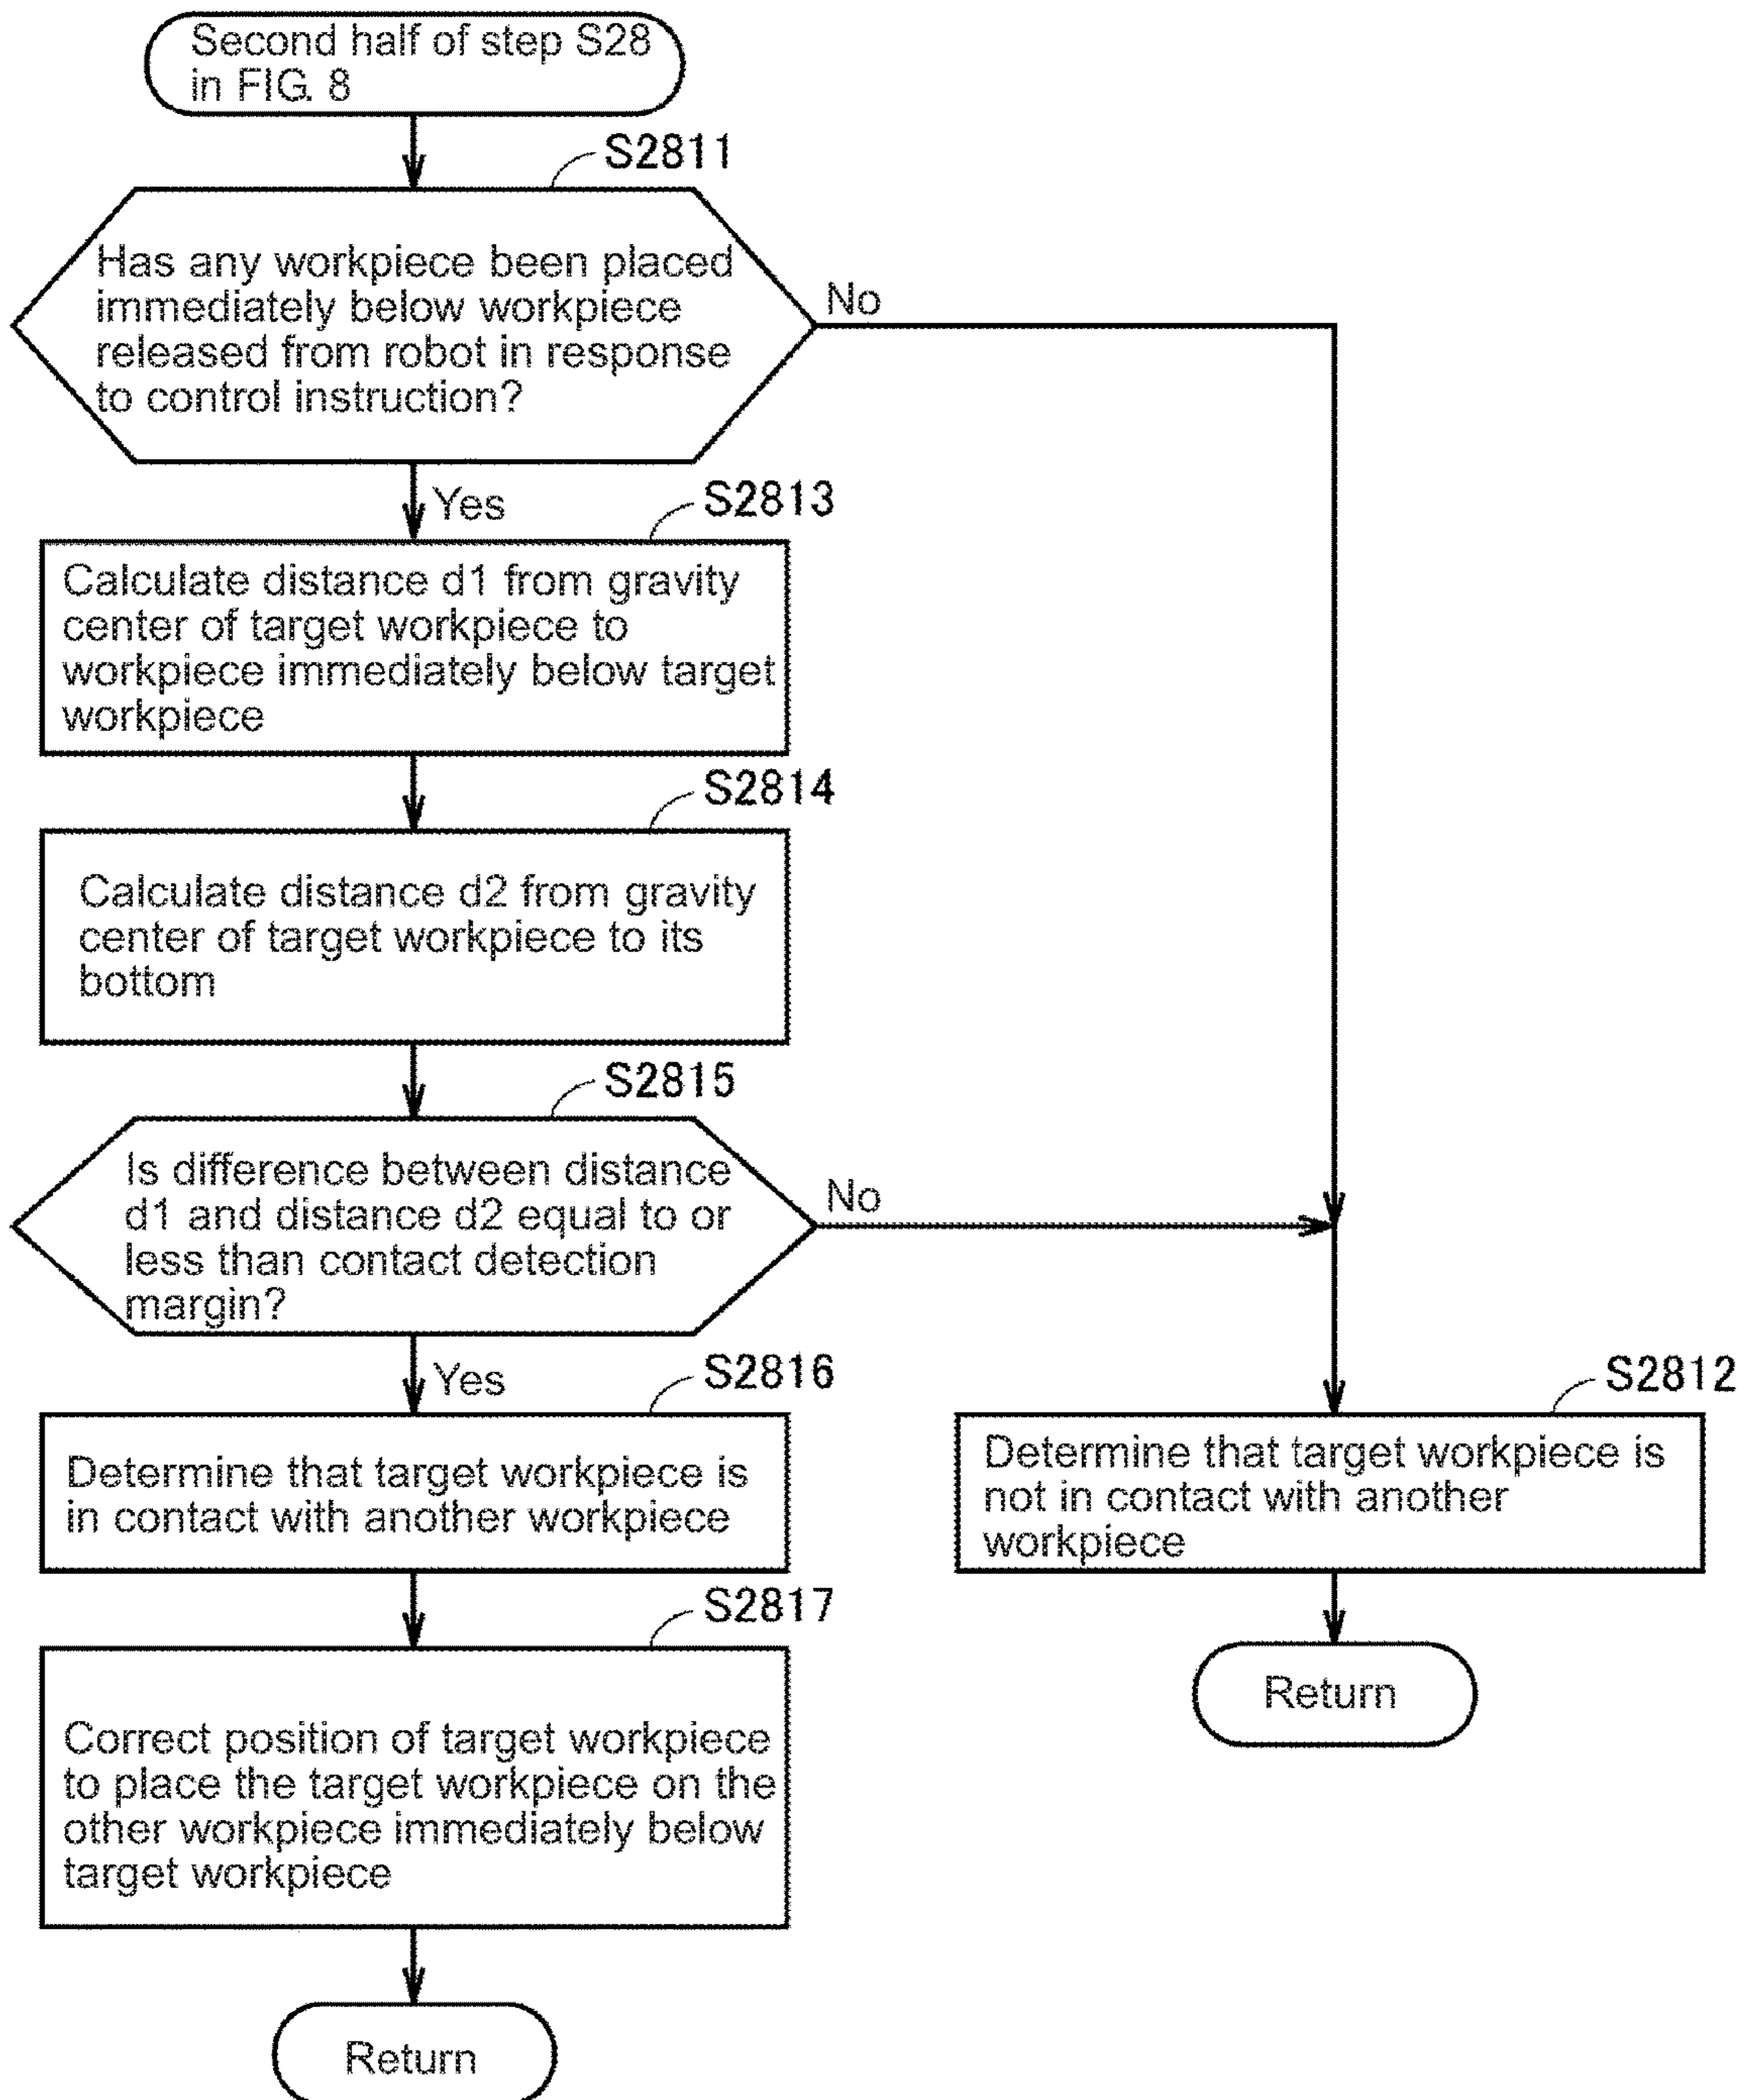 Second half of step S28
in FIG. 8
S2811
Has any workpiece been placed
immediately below workpiece
released from robot in response
to control instruction?
No
Yes
S2813
Calculate distance d1 from gravity
center of target workpiece to
workpiece immediately below target
workpiece
S2814
Calculate distance d2 from gravity
center of target workpiece to its
bottom
S2815
Is difference between distance
d1 and distance d2 equal to or
less than contact detection
margin?
No
Yes
S2816
Determine that target workpiece is
in contact with another workpiece
S2812
Determine that target workpiece is
not in contact with another
workpiece
S2817
Correct position of target workpiece
to place the target workpiece on the
other workpiece immediately below
target workpiece
Return
Return